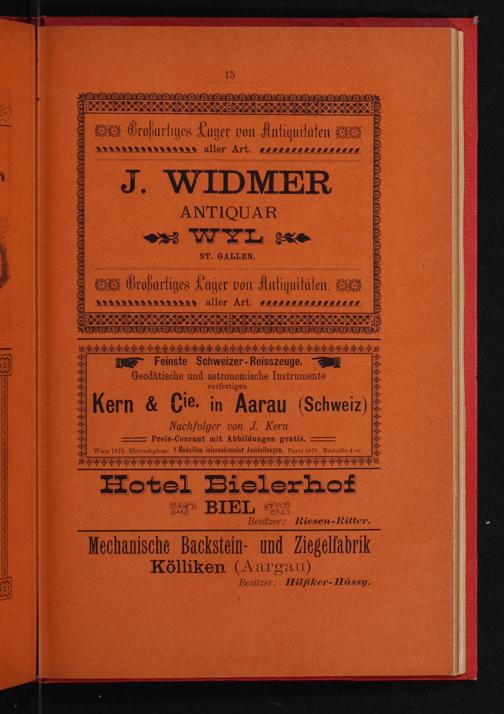 15
Großartiges Lager von Antiquitäten
aller Art.
J. WIDMER
ANTIQUAR
WYL
ST. GALLEN.
Großartiges Lager von Antiquitäten.
aller Art
Feinste Schweizer-Reisszeuge.
Geodätische und astronomische Instrumente
verfertigen
Kern & Cie. in Aarau (Schweiz)
Nachfolger von J. Kern
Preis-Courant mit Abbildungen gratis.
Wien 1873. Ehrendiplom. 7 Medaillen internationaler Ausstellungen. Paris 1878. Médaille d'or.
Hotel Bielerhof
BIEL
Besitzer: Riesen-Ritter.
Mechanische Backstein- und Ziegelfabrik
Kölliken (Aargau)
Besitzer: Hilfiker-Hüssy.